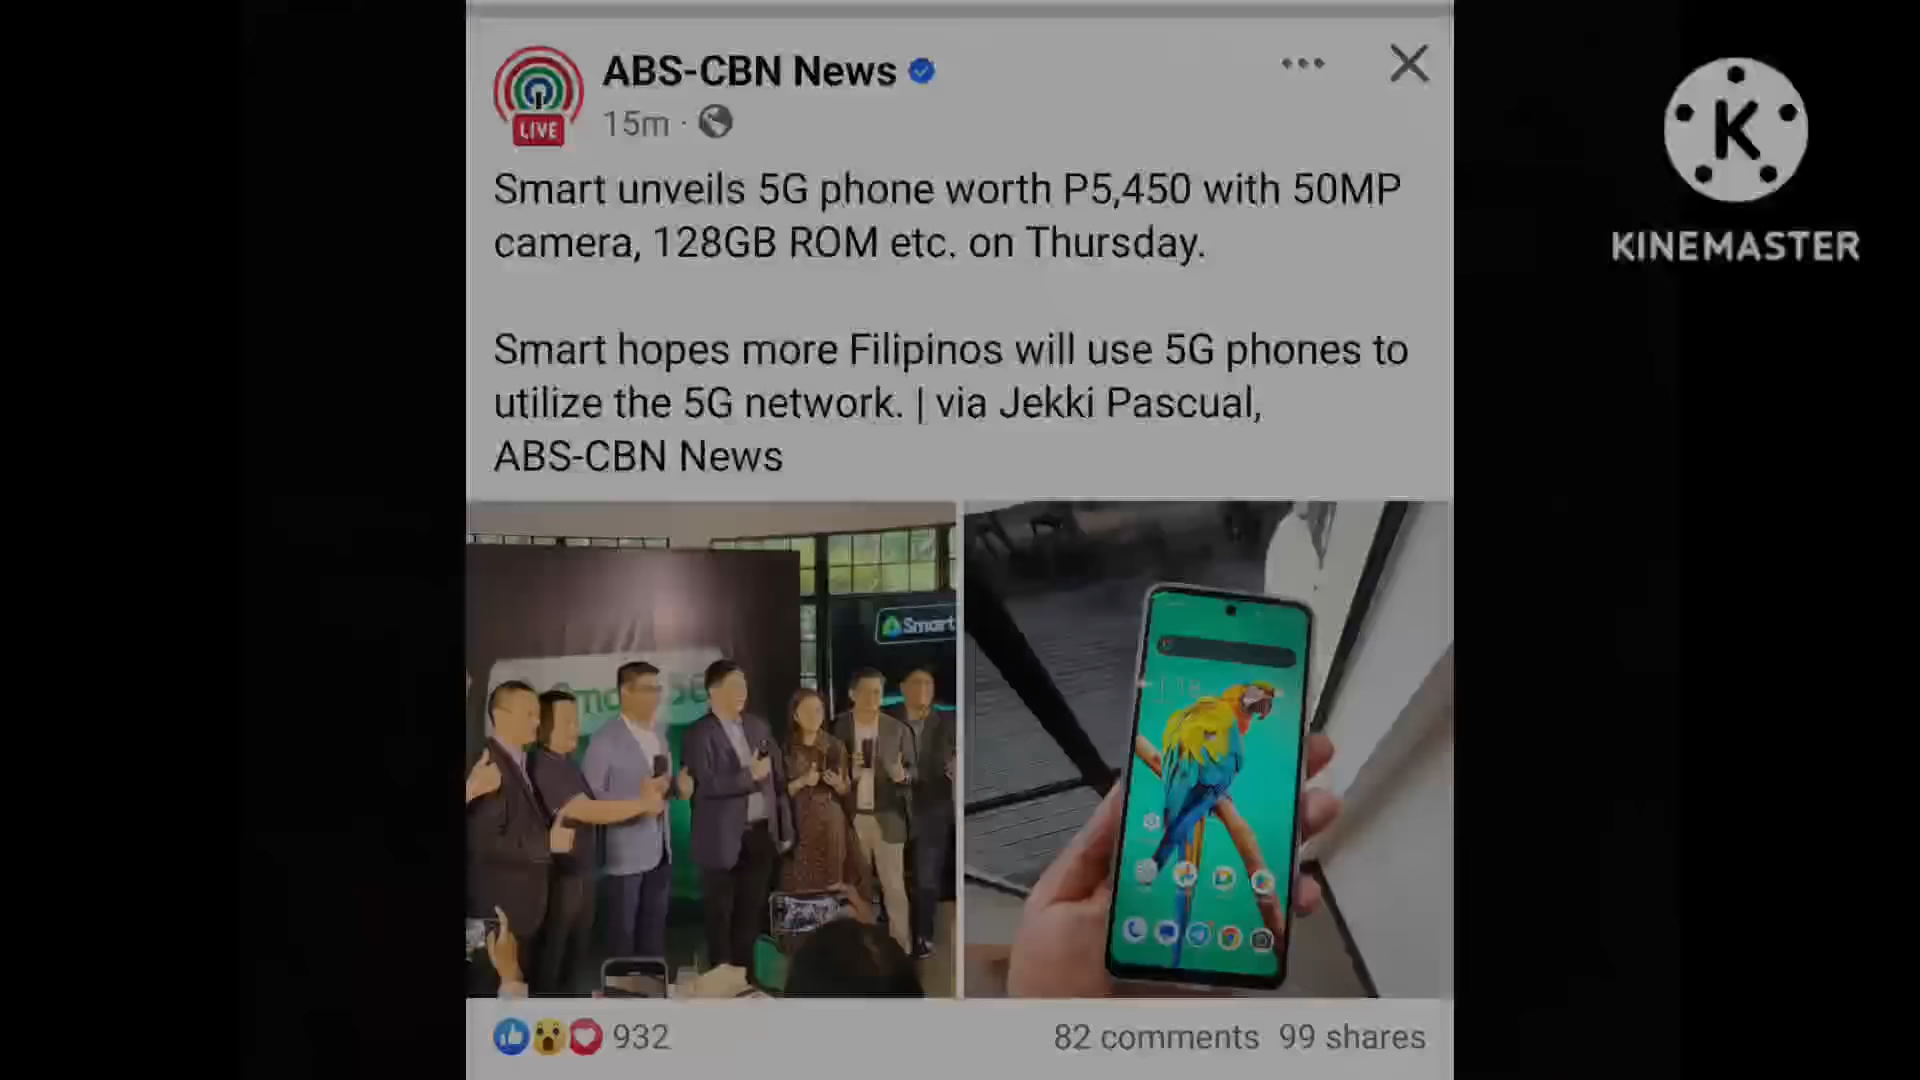 ABS-CBN News
LIVE
15m ·
Smart unveils 5G phone worth P5,450 with 50MP
camera, 128GB ROM etc. on Thursday.
Smart hopes more Filipinos will use 5G phones to
utilize the 5G network. | via Jekki Pascual,
ABS-CBN News
Smart
932
82 comments 99 shares
K
KINEMASTER